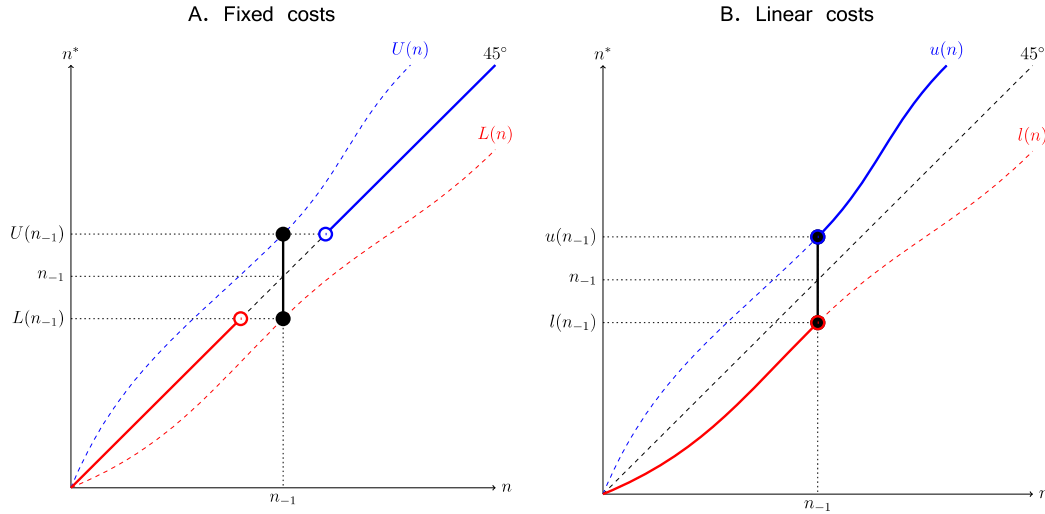 A. Fixed costs
n*
U(n)
45°
L(n)
U(n₋₁)
n₋₁
L(n₋₁)
n₋₁
n
B. Linear costs
n*
u(n)
45°
l(n)
u(n₋₁)
n₋₁
l(n₋₁)
n₋₁